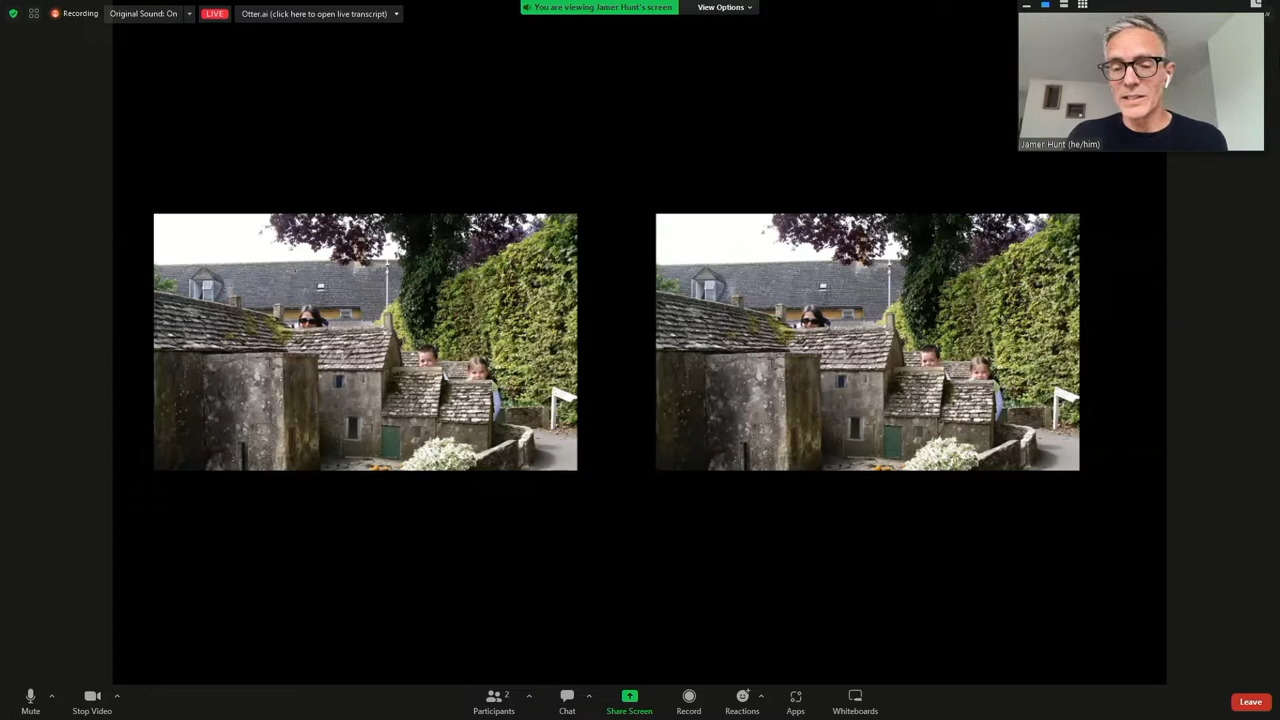 Recording
Original Sound: On
LIVE
Otter.ai (click here to open live transcript)
You are viewing Jamer Hunt's screen
View Options
Jamer Hunt (he/him)
Mute
Stop Video
Participants
2
Chat
Share Screen
Record
Reactions
Apps
Whiteboards
Leave